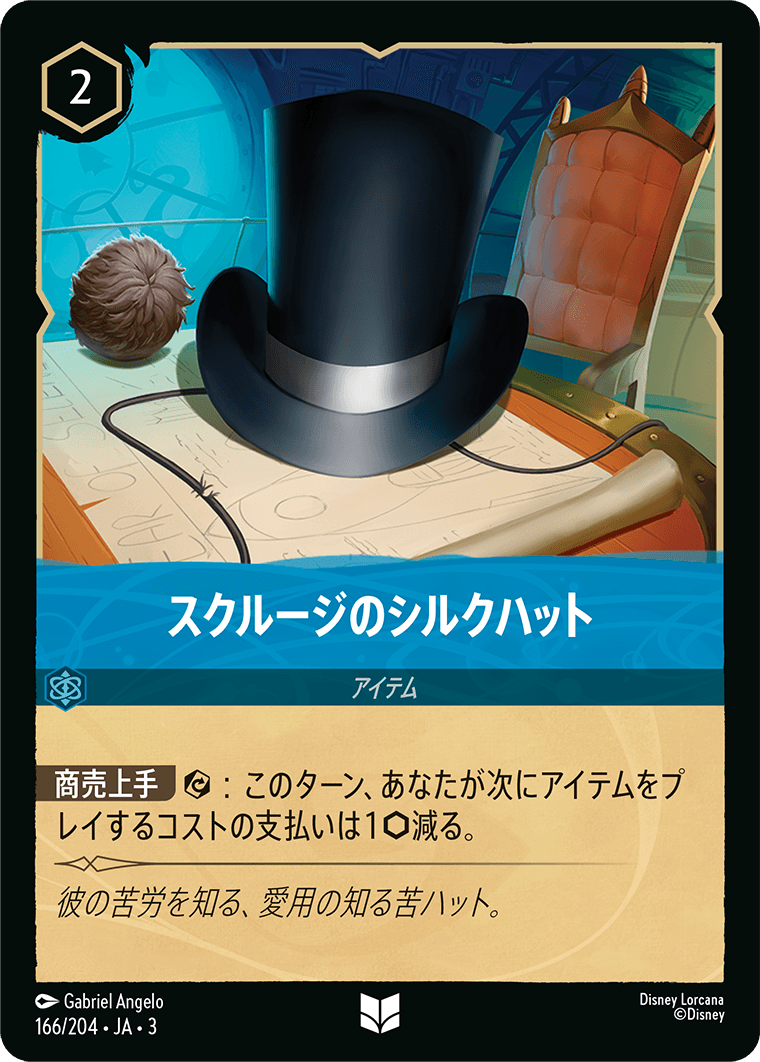 2
LAR OF
スクルージのシルクハット
アイテム
商売上手 : このターン、あなたが次にアイテムをプ
レイするコストの支払いは1減る。
彼の苦労を知る、愛用の知る苦ハット。
Gabriel Angelo
Disney Lorcana
166/204 • JA • 3
©Disney